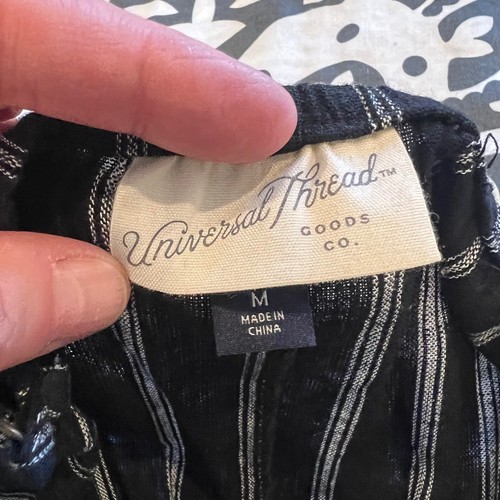 Universal Thread™
GOODS
CO.
M
MADE IN
CHINA